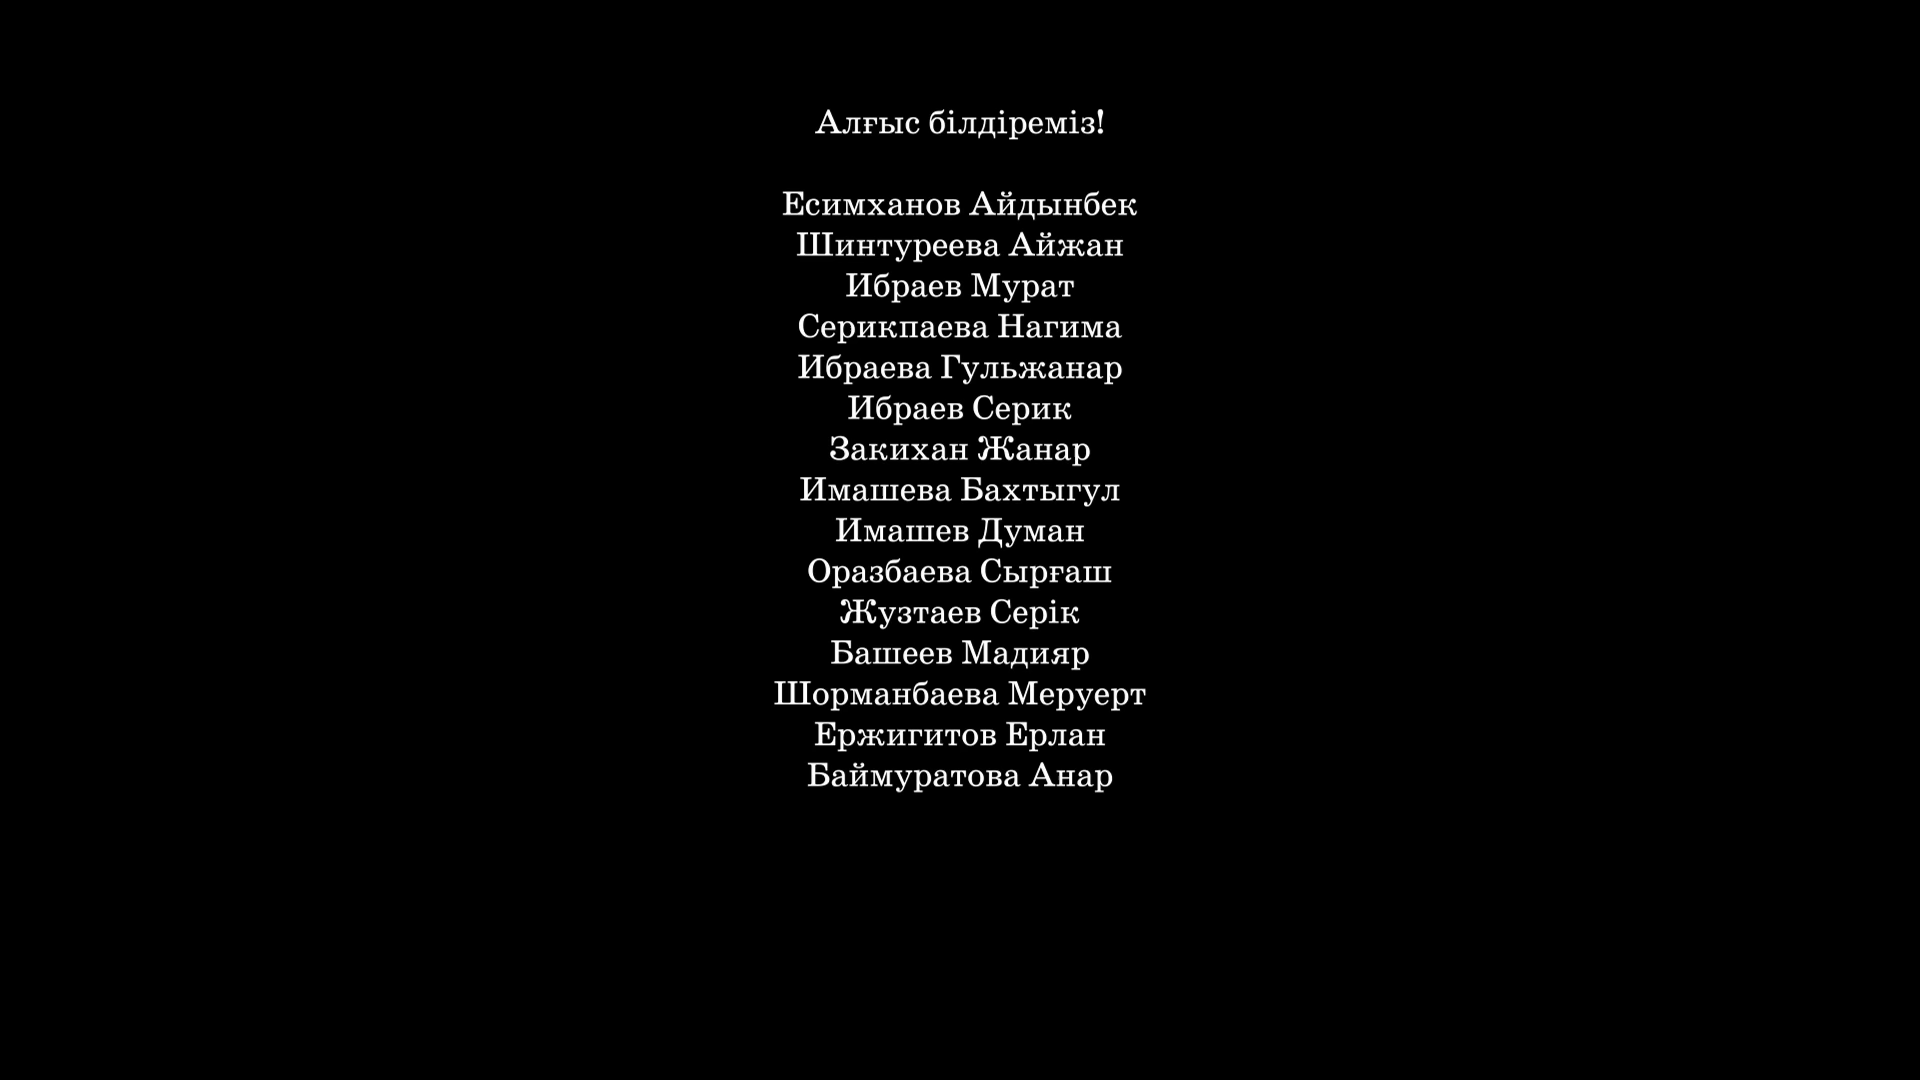 Алғыс білдіреміз!
Есимханов Айдынбек
Шинтуреева Айжан
Ибраев Мурат
Серикпаева Нагима
Ибраева Гульжанар
Ибраев Серик
Закихан Жанар
Имашева Бахтыгул
Имашев Думан
Оразбаева Сырғаш
Жузтаев Серік
Башеев Мадияр
Шорманбаева Меруерт
Ержигитов Ерлан
Баймуратова Анар